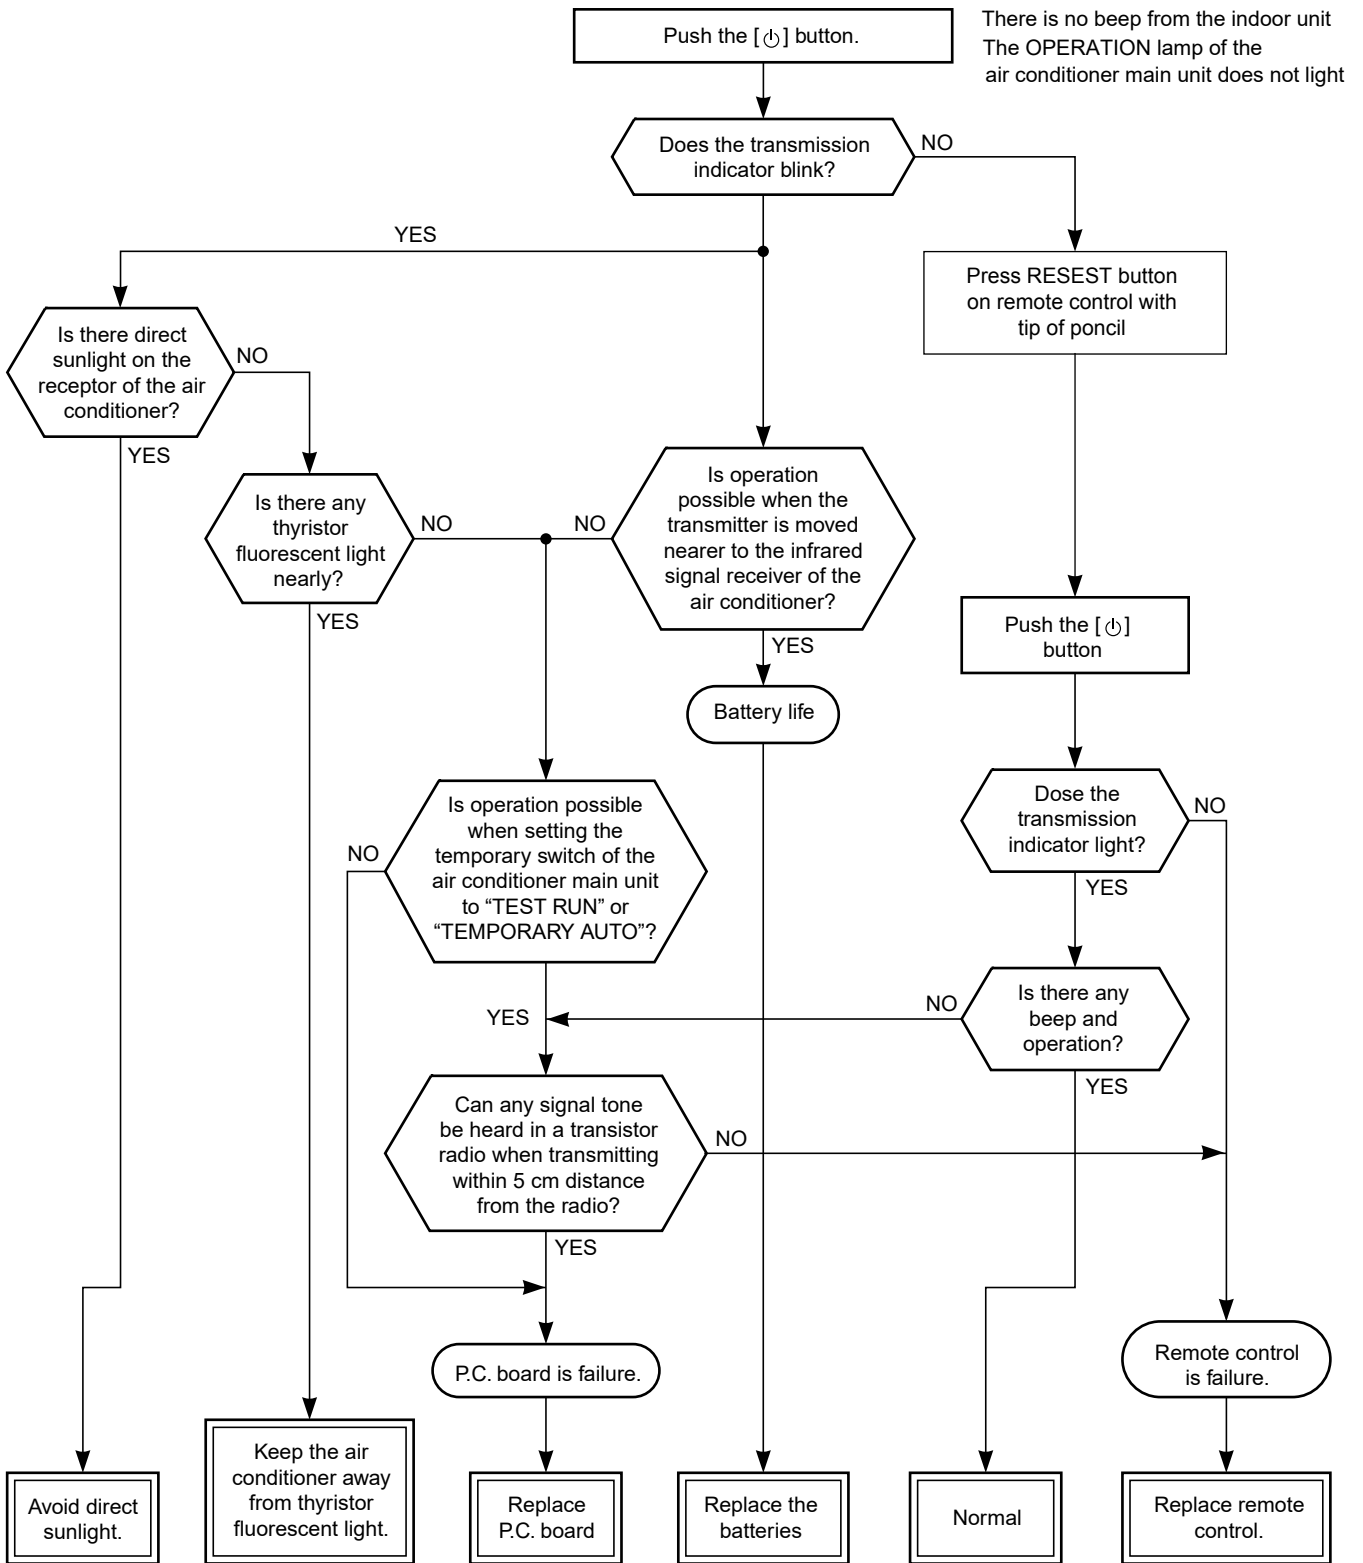 There is no beep from the indoor unit
The OPERATION lamp of the
air conditioner main unit does not light
Push the [⏻] button.
Does the transmission
indicator blink?
NO
YES
Press RESEST button
on remote control with
tip of poncil
Is there direct
sunlight on the
receptor of the air
conditioner?
NO
YES
Is there any
thyristor
fluorescent light
nearly?
NO
YES
Is operation
possible when the
transmitter is moved
nearer to the infrared
signal receiver of the
air conditioner?
NO
YES
Battery life
Push the [⏻]
button
Dose the
transmission
indicator light?
NO
YES
Is operation possible
when setting the
temporary switch of the
air conditioner main unit
to “TEST RUN” or
“TEMPORARY AUTO”?
NO
YES
Is there any
beep and
operation?
NO
YES
Can any signal tone
be heard in a transistor
radio when transmitting
within 5 cm distance
from the radio?
NO
YES
P.C. board is failure.
Remote control
is failure.
Avoid direct
sunlight.
Keep the air
conditioner away
from thyristor
fluorescent light.
Replace
P.C. board
Replace the
batteries
Normal
Replace remote
control.